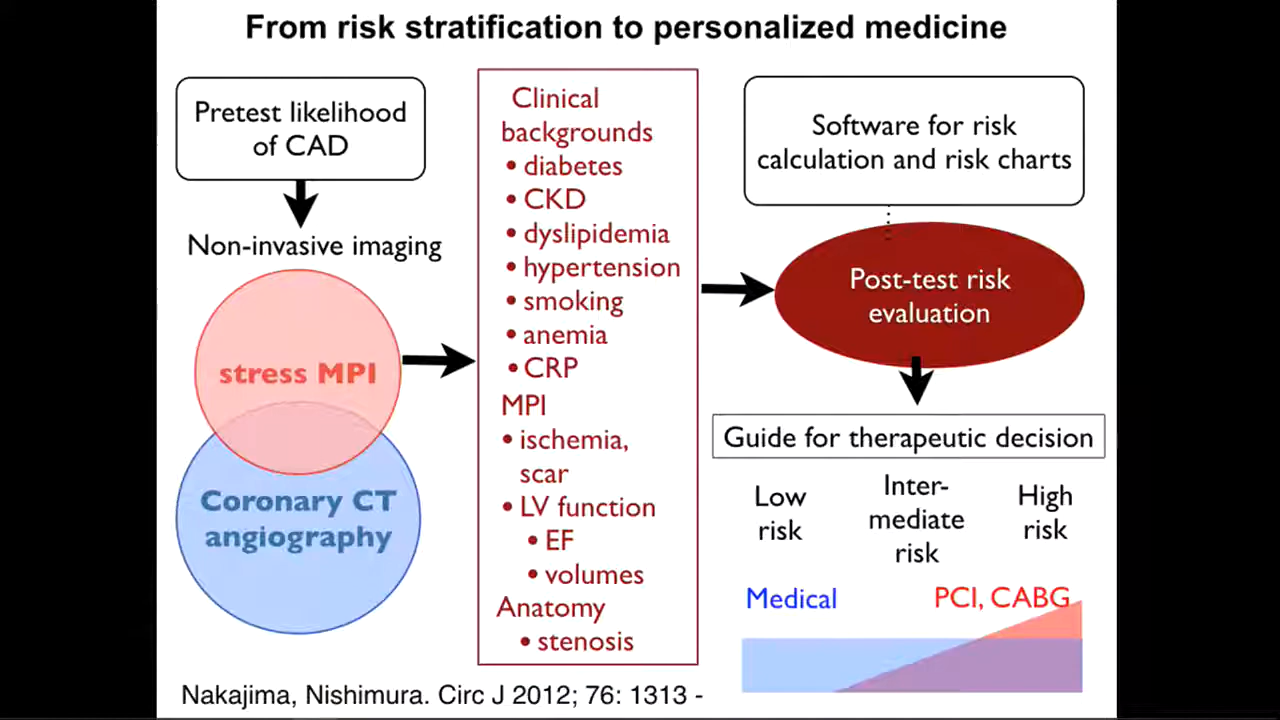 From risk stratification to personalized medicine
Pretest likelihood
of CAD
Non-invasive imaging
stress MPI
Coronary CT
angiography
Clinical
backgrounds
• diabetes
• CKD
• dyslipidemia
• hypertension
• smoking
• anemia
• CRP
MPI
• ischemia,
scar
• LV function
• EF
• volumes
Anatomy
• stenosis
Software for risk
calculation and risk charts
Post-test risk
evaluation
Guide for therapeutic decision
Low
risk
Inter-
mediate
risk
High
risk
Medical
PCI, CABG
Nakajima, Nishimura. Circ J 2012; 76: 1313 -